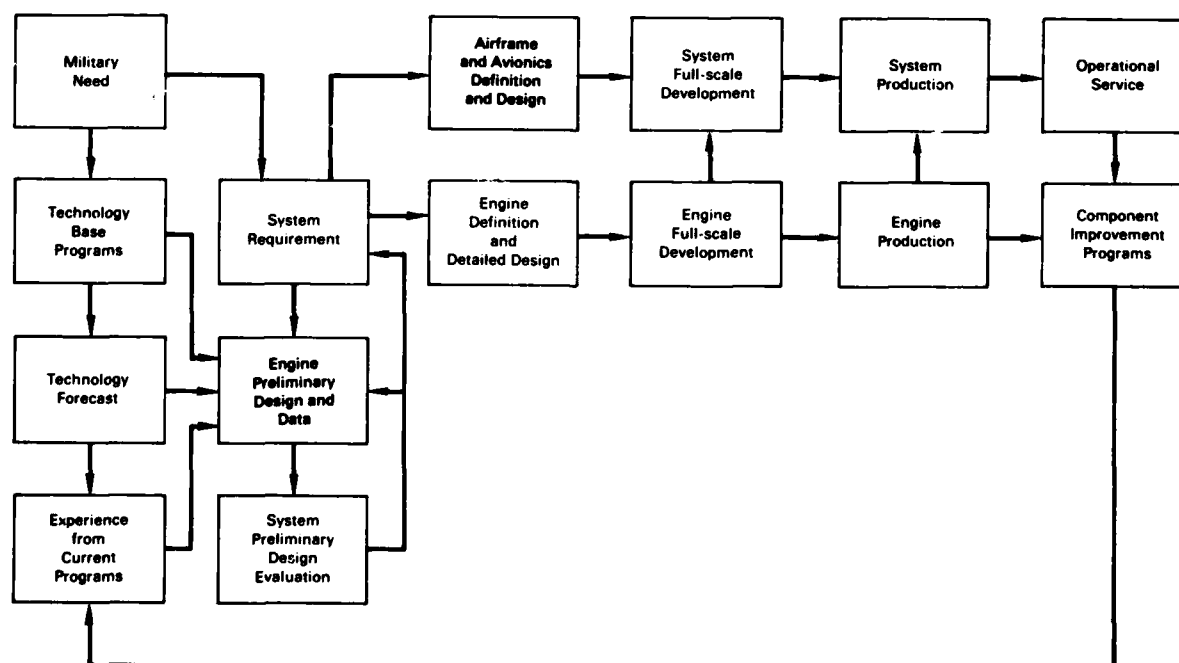 Military
Need
Airframe
and Avionics
Definition
and Design
System
Full-scale
Development
System
Production
Operational
Service
Technology
Base
Programs
System
Requirement
Engine
Definition
and
Detailed Design
Engine
Full-scale
Development
Engine
Production
Component
Improvement
Programs
Technology
Forecast
Engine
Preliminary
Design and
Data
Experience
from
Current
Programs
System
Preliminary
Design
Evaluation